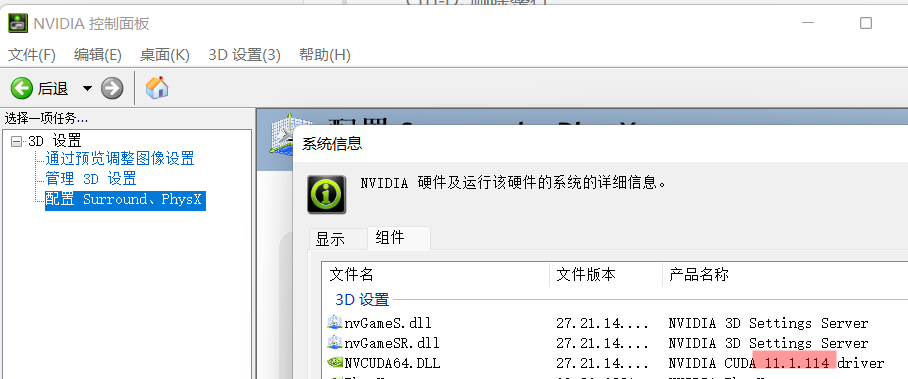 NVIDIA 控制面板
文件(F) 编辑(E) 桌面(K) 3D 设置(3) 帮助(H)
后退
选择一项任务...
3D 设置
通过预览调整图像设置
管理 3D 设置
配置 Surround、PhysX
系统信息
NVIDIA 硬件及运行该硬件的系统的详细信息。
显示 组件
文件名 文件版本 产品名称
3D 设置
nvGameS.dll 27.21.14.... NVIDIA 3D Settings Server
nvGameSR.dll 27.21.14.... NVIDIA 3D Settings Server
NVCUDA64.DLL 27.21.14.... NVIDIA CUDA 11.1.114 driver